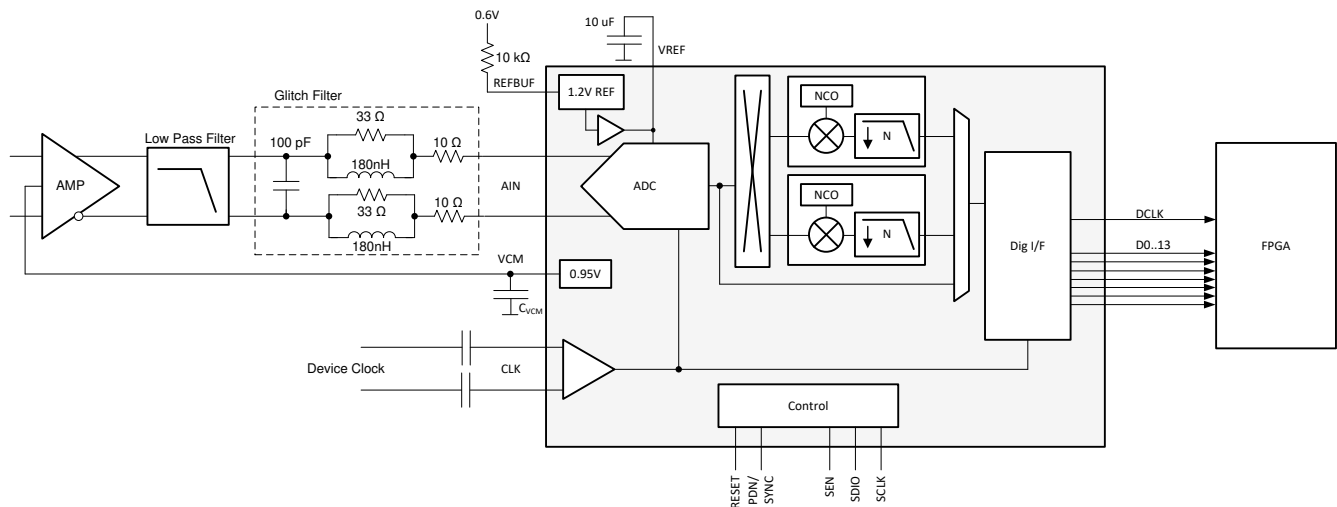 0.6V
10 kΩ
REFBUF
10 uF
VREF
1.2V REF
Glitch Filter
33 Ω
Low Pass Filter
100 pF
10 Ω
180nH
AMP
AIN
33 Ω
10 Ω
180nH
ADC
NCO
N
NCO
N
Dig I/F
DCLK
D0..13
FPGA
VCM
0.95V
CVCM
Device Clock
CLK
Control
RESET
PDN/
SYNC
SEN
SDIO
SCLK